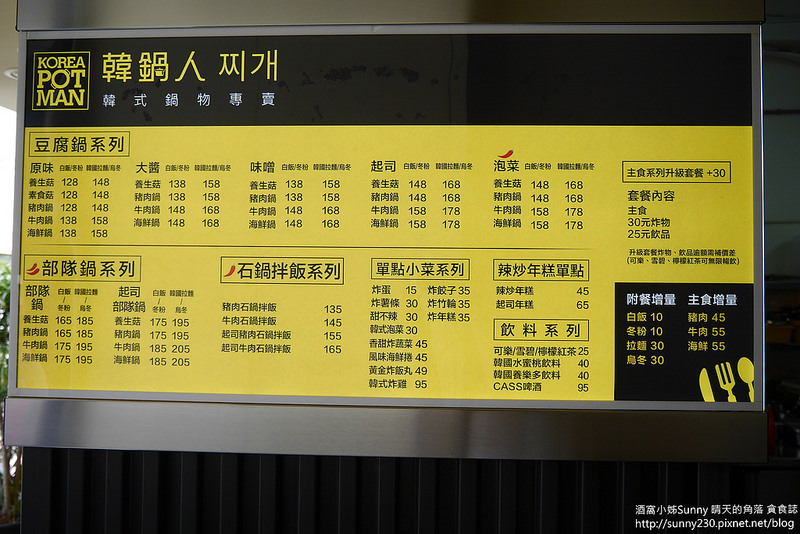 KOREA
POT
MAN
韓鍋人 찌개
韓式鍋物專賣
豆腐鍋系列
原味 白飯/冬粉 韓國拉麵/烏冬
養生菇 128 148
素食菇 128 148
豬肉鍋 128 148
牛肉鍋 138 158
海鮮鍋 138 158
大醬 白飯/冬粉 韓國拉麵/烏冬
養生菇 138 158
豬肉鍋 138 158
牛肉鍋 148 168
海鮮鍋 148 168
味噌 白飯/冬粉 韓國拉麵/烏冬
養生菇 138 158
豬肉鍋 138 158
牛肉鍋 148 168
海鮮鍋 148 168
起司 白飯/冬粉 韓國拉麵/烏冬
養生菇 148 168
豬肉鍋 148 168
牛肉鍋 158 178
海鮮鍋 158 178
泡菜 白飯/冬粉 韓國拉麵/烏冬
養生菇 148 168
豬肉鍋 148 168
牛肉鍋 158 178
海鮮鍋 158 178
主食系列升級套餐 +30
套餐內容
主食
30元炸物
25元飲品
升級套餐炸物、飲品逾額需補價差
(可樂、雪碧、檸檬紅茶可無限暢飲)
部隊鍋系列
部隊鍋 白飯/冬粉 韓國拉麵/烏冬
養生菇 165 185
豬肉鍋 165 185
牛肉鍋 175 195
海鮮鍋 175 195
起司部隊鍋 白飯/冬粉 韓國拉麵/烏冬
養生菇 175 195
豬肉鍋 175 195
牛肉鍋 185 205
海鮮鍋 185 205
石鍋拌飯系列
豬肉石鍋拌飯 135
牛肉石鍋拌飯 145
起司豬肉石鍋拌飯 155
起司牛肉石鍋拌飯 165
單點小菜系列
炸蛋 15 炸餃子 35
炸薯條 30 炸竹輪 35
甜不辣 30 炸年糕 35
韓式泡菜 30
香甜炸蔬菜 45
風味海鮮捲 45
黃金炸飯丸 49
韓式炸雞 95
辣炒年糕單點
辣炒年糕 45
起司年糕 65
飲料系列
可樂/雪碧/檸檬紅茶 25
韓國水蜜桃飲料 40
韓國養樂多飲料 40
CASS啤酒 95
附餐增量 主食增量
白飯 10 豬肉 45
冬粉 10 牛肉 55
拉麵 30 海鮮 55
烏冬 30
酒窩小姊Sunny 晴天的角落 貪食誌
http://sunny230.pixnet.net/blog